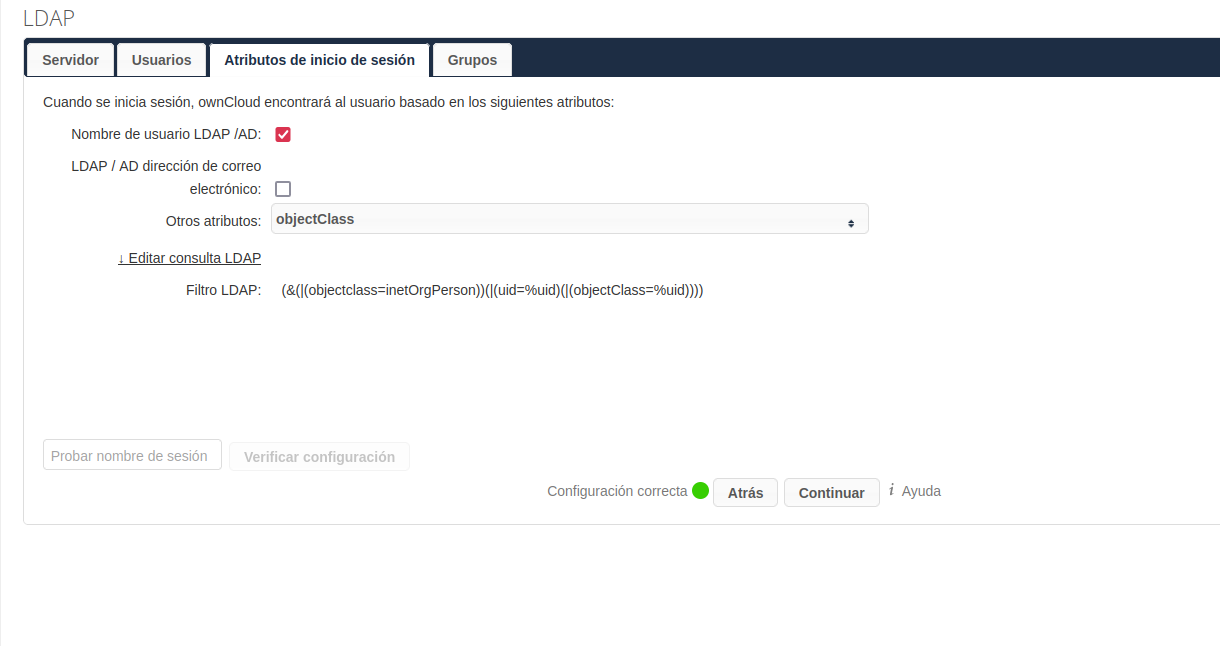 LDAP
Servidor Usuarios Atributos de inicio de sesión Grupos
Cuando se inicia sesión, ownCloud encontrará al usuario basado en los siguientes atributos:
Nombre de usuario LDAP /AD:
LDAP / AD dirección de correo
electrónico:
Otros atributos: objectClass
↓ Editar consulta LDAP
Filtro LDAP: (&(|(objectclass=inetOrgPerson))(|(uid=%uid)(|(objectClass=%uid))))
Probar nombre de sesión Verificar configuración
Configuración correcta Atrás Continuar i Ayuda